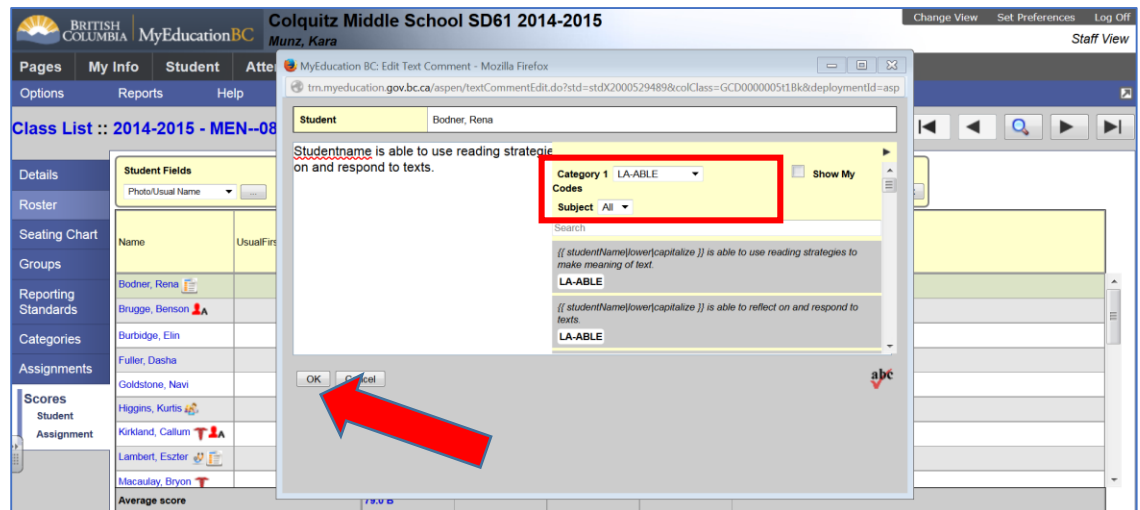 BRITISH COLUMBIA MyEducationBC
Colquitz Middle School SD61 2014-2015
Change View Set Preferences Log Off
Munz, Kara
Staff View
Pages My Info Student Atte
Options Reports Help
Class List :: 2014-2015 - MEN--08
MyEducation BC: Edit Text Comment - Mozilla Firefox
trn.myeducation.gov.bc.ca/aspen/textCommentEdit.do?std=stdX2000529489&colClass=GCD0000005t1Bk&deploymentId=asp
Student Bodner, Rena
Studentname is able to use reading strategie
on and respond to texts.
Category 1 LA-ABLE Show My
Codes
Subject All
Search
{{ studentName|lower|capitalize }} is able to use reading strategies to
make meaning of text.
LA-ABLE
{{ studentName|lower|capitalize }} is able to reflect on and respond to
texts.
LA-ABLE
OK Cancel
abc
Details
Roster
Seating Chart
Groups
Reporting
Standards
Categories
Assignments
Scores
Student
Assignment
Student Fields
Photo/Usual Name ...
Name UsualFirs
Bodner, Rena
Brugge, Benson
Burbidge, Elin
Fuller, Dasha
Goldstone, Navi
Higgins, Kurtis
Kirkland, Callum
Lambert, Eszter
Macaulay, Bryon
Average score 79.0 B